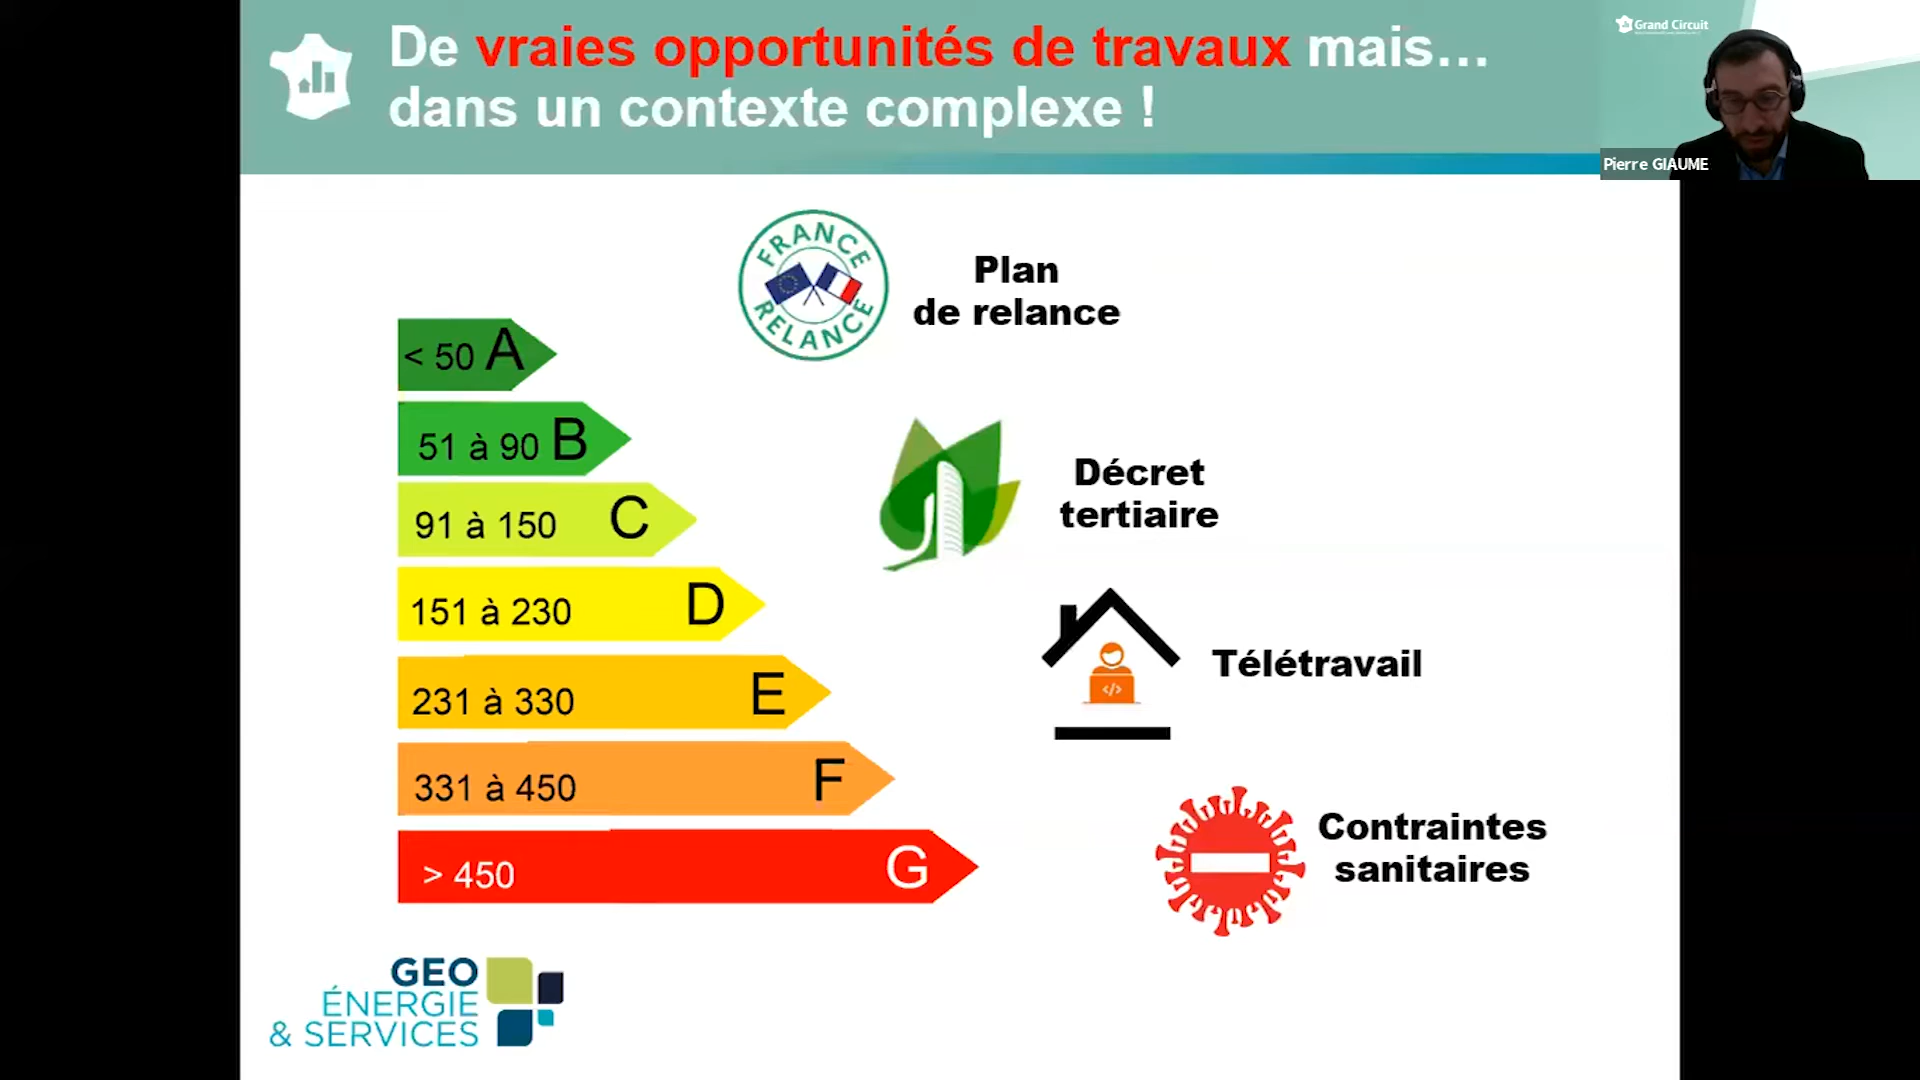 De vraies opportunités de travaux mais...
dans un contexte complexe !
Grand Circuit
Pierre GIAUME
FRANCE
RELANCE
Plan
de relance
< 50 A
51 à 90 B
91 à 150 C
151 à 230 D
231 à 330 E
331 à 450 F
> 450 G
Décret
tertiaire
Télétravail
</>
Contraintes
sanitaires
GEO
ÉNERGIE
& SERVICES